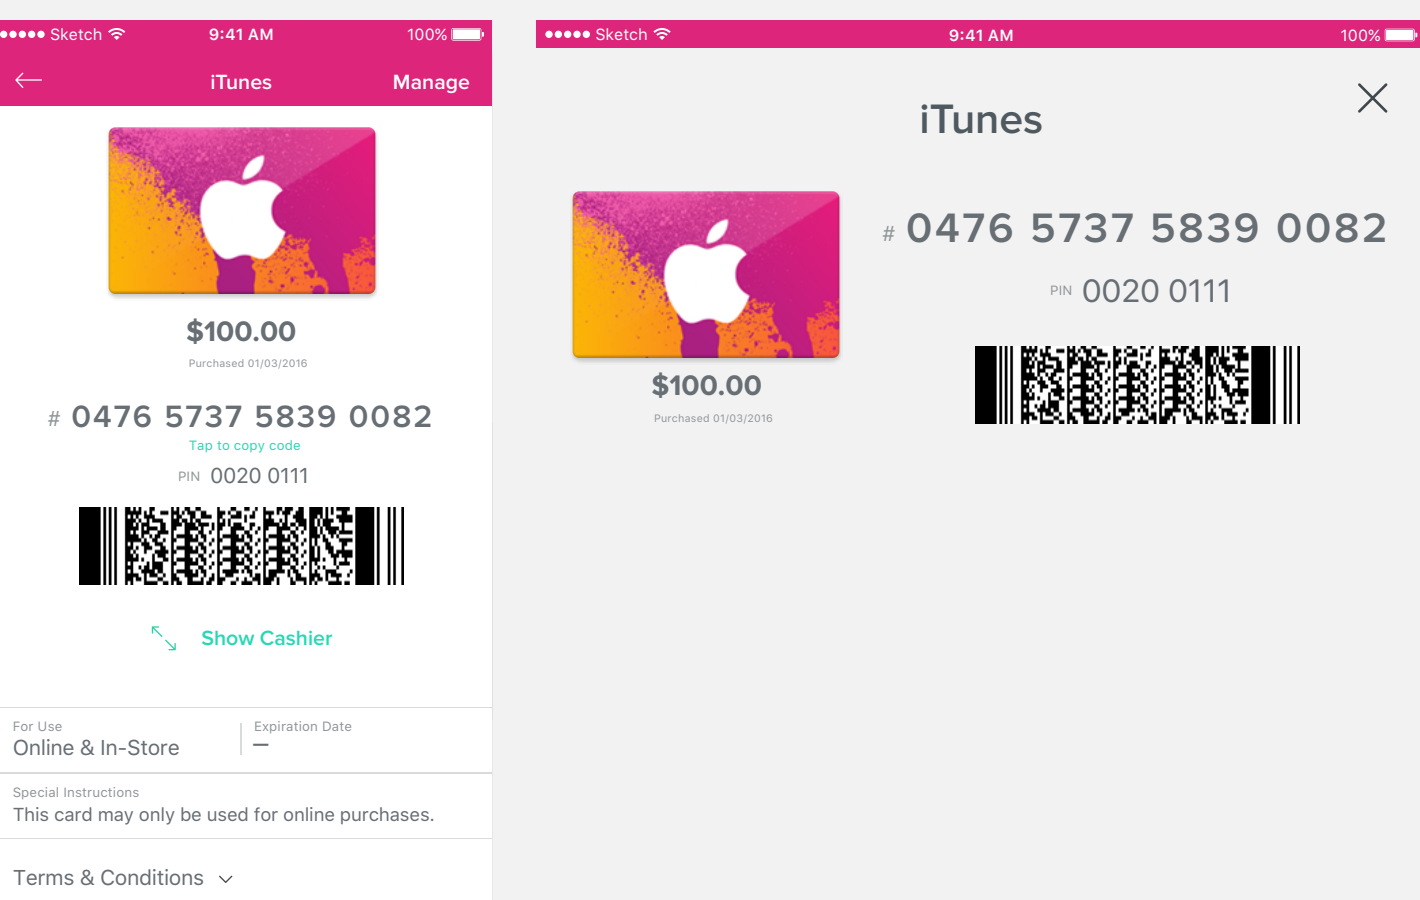 Sketch 9:41 AM 100%
iTunes Manage
$100.00
Purchased 01/03/2016
# 0476 5737 5839 0082
Tap to copy code
PIN 0020 0111
Show Cashier
For Use Expiration Date
Online & In-Store —
Special Instructions
This card may only be used for online purchases.
Terms & Conditions
Sketch 9:41 AM 100%
iTunes
$100.00
Purchased 01/03/2016
# 0476 5737 5839 0082
PIN 0020 0111